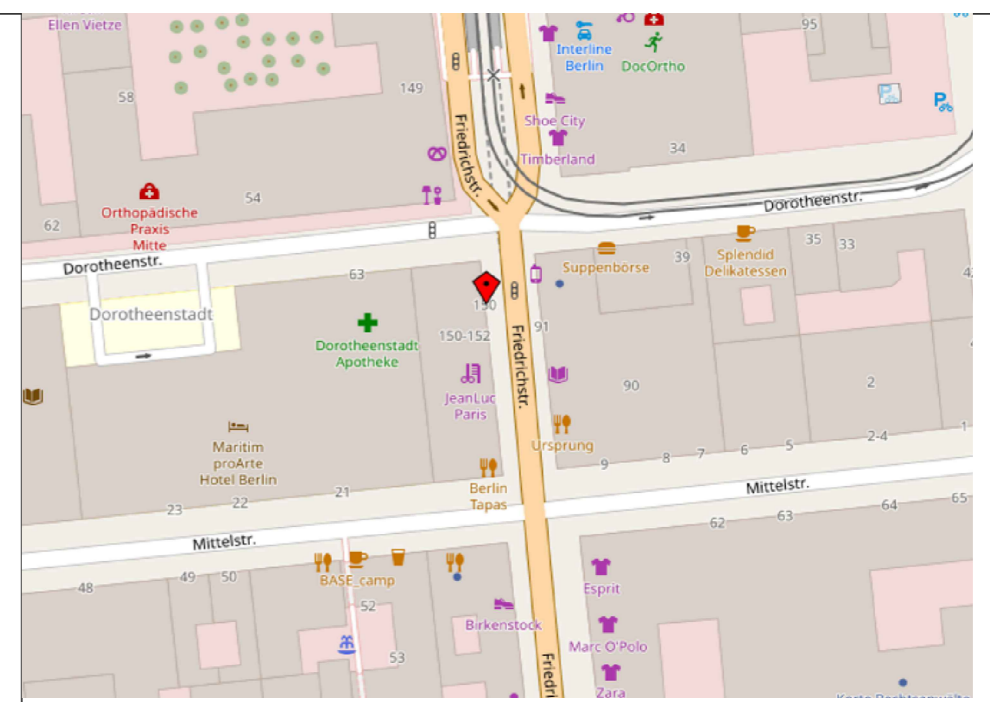 Ellen Vietze
95
Interline
Berlin
DocOrtho
58
149
Shoe City
Friedrichstr.
Timberland
34
54
Orthopädische
Praxis
Mitte
62
Dorotheenstr.
Dorotheenstr.
63
Suppenbörse
39
Splendid
Delikatessen
35
33
150
Dorotheenstadt
150-152
91
Friedrichstr.
Dorotheenstadt
Apotheke
JeanLuc
Paris
90
2
Maritim
proArte
Hotel Berlin
Ursprung
9
8
7
6
5
2-4
Berlin
Tapas
23
22
21
Mittelstr.
62
63
64
65
Mittelstr.
BASE_camp
48
49
50
52
Esprit
Birkenstock
Marc O'Polo
53
Friedri
Zara